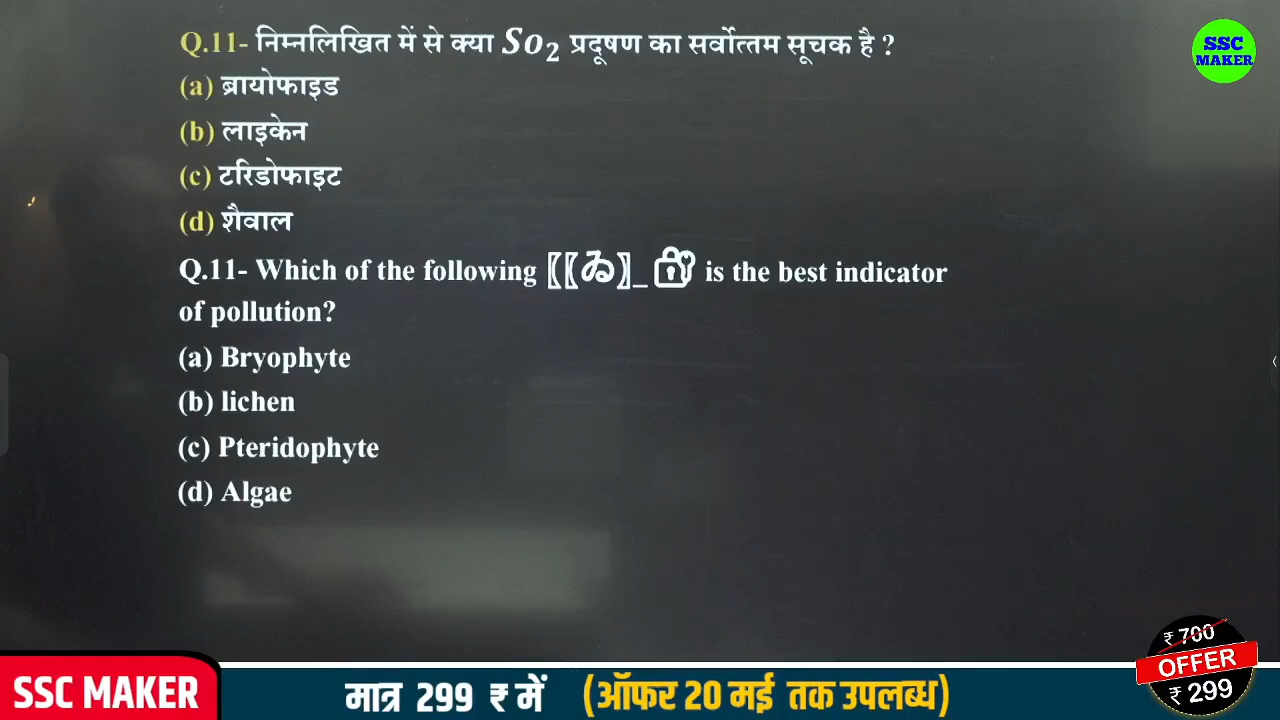 Q.11- निम्नलिखित में से क्या So₂ प्रदूषण का सर्वोत्तम सूचक है ?
SSC
MAKER
(a) ब्रायोफाइड
(b) लाइकेन
(c) टरिडोफाइट
(d) शैवाल
Q.11- Which of the following is the best indicator
of pollution?
(a) Bryophyte
(b) lichen
(c) Pteridophyte
(d) Algae
₹ 700
OFFER
₹ 299
SSC MAKER
मात्र 299 ₹ में (ऑफर 20 मई तक उपलब्ध)